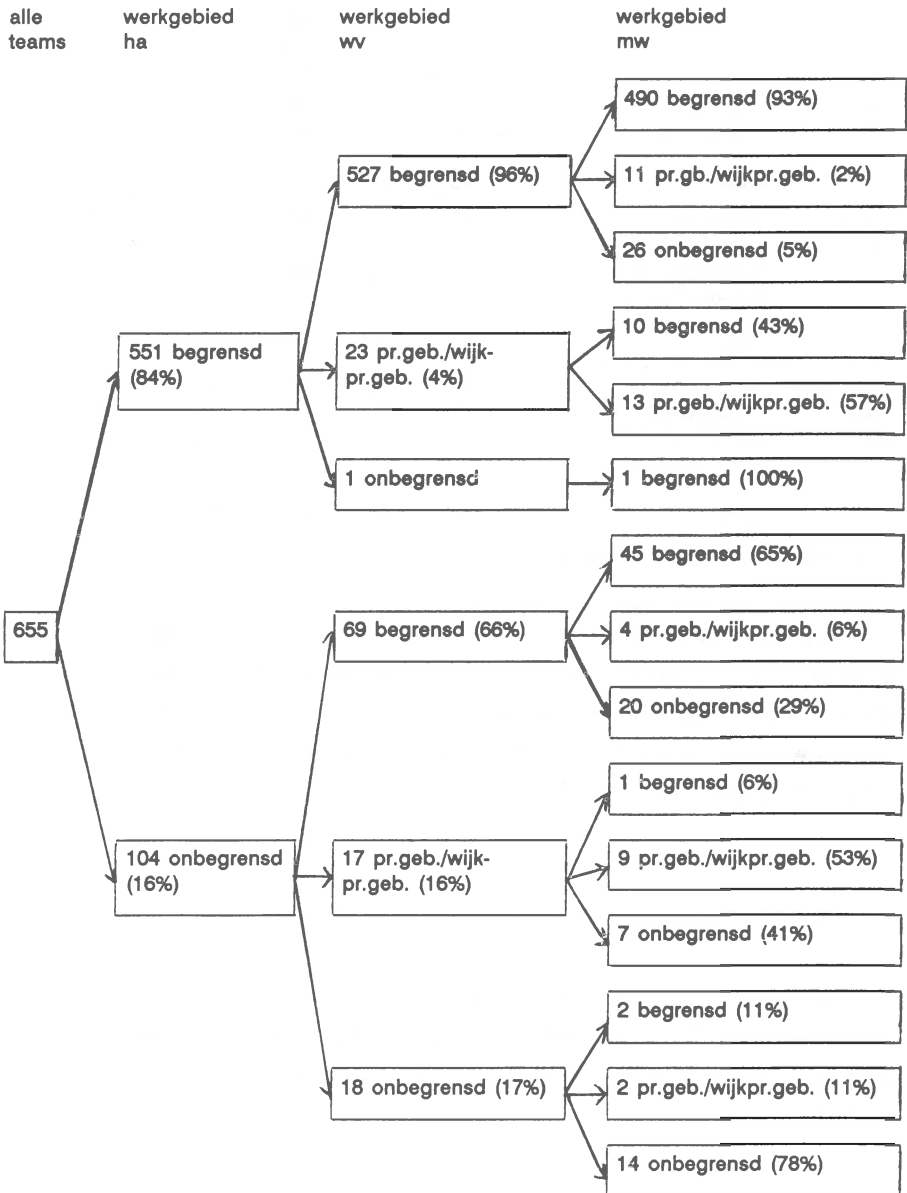 alle
teams
werkgebied
ha
werkgebied
wv
werkgebied
mw
490 begrensd (93%)
527 begrensd (96%)
11 pr.gb./wijkpr.geb. (2%)
26 onbegrensd (5%)
551 begrensd
(84%)
23 pr.geb./wijk-
pr.geb. (4%)
10 begrensd (43%)
13 pr.geb./wijkpr.geb. (57%)
1 onbegrensd
1 begrensd (100%)
655
69 begrensd (66%)
45 begrensd (65%)
4 pr.geb./wijkpr.geb. (6%)
20 onbegrensd (29%)
104 onbegrensd
(16%)
17 pr.geb./wijk-
pr.geb. (16%)
1 begrensd (6%)
9 pr.geb./wijkpr.geb. (53%)
7 onbegrensd (41%)
18 onbegrensd (17%)
2 begrensd (11%)
2 pr.geb./wijkpr.geb. (11%)
14 onbegrensd (78%)